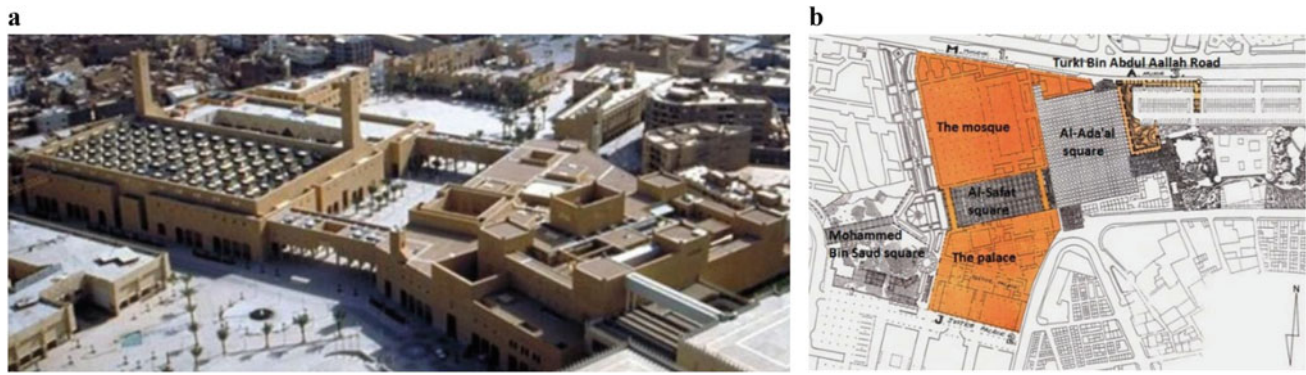 a
b
Turki Bin Abdul Aallah Road
The mosque
Al-Ada'al
square
Al-Safat
square
Mohammed
Bin Saud square
The palace
M
A
J
N